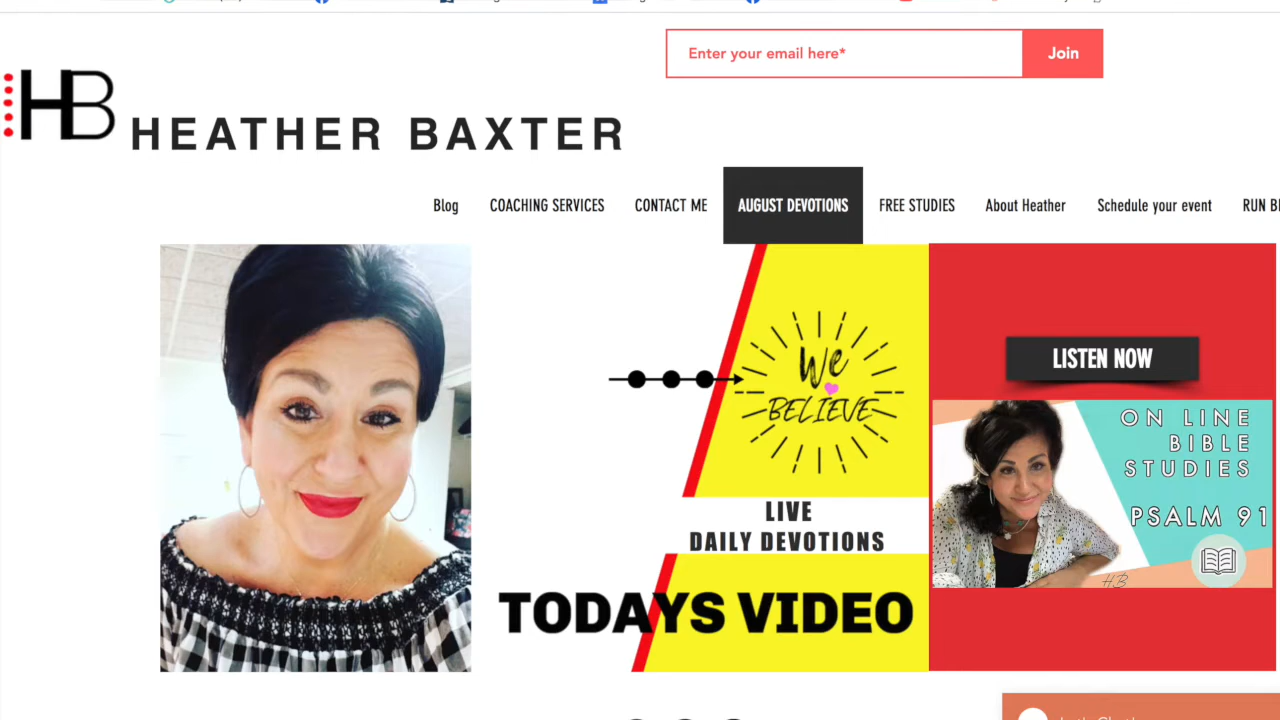 Enter your email here*
Join
HB
HEATHER BAXTER
Blog
COACHING SERVICES
CONTACT ME
AUGUST DEVOTIONS
FREE STUDIES
About Heather
Schedule your event
RUN
We
BELIEVE
LISTEN NOW
ON LINE
BIBLE
STUDIES
PSALM 91
H.B
LIVE
DAILY DEVOTIONS
TODAYS VIDEO